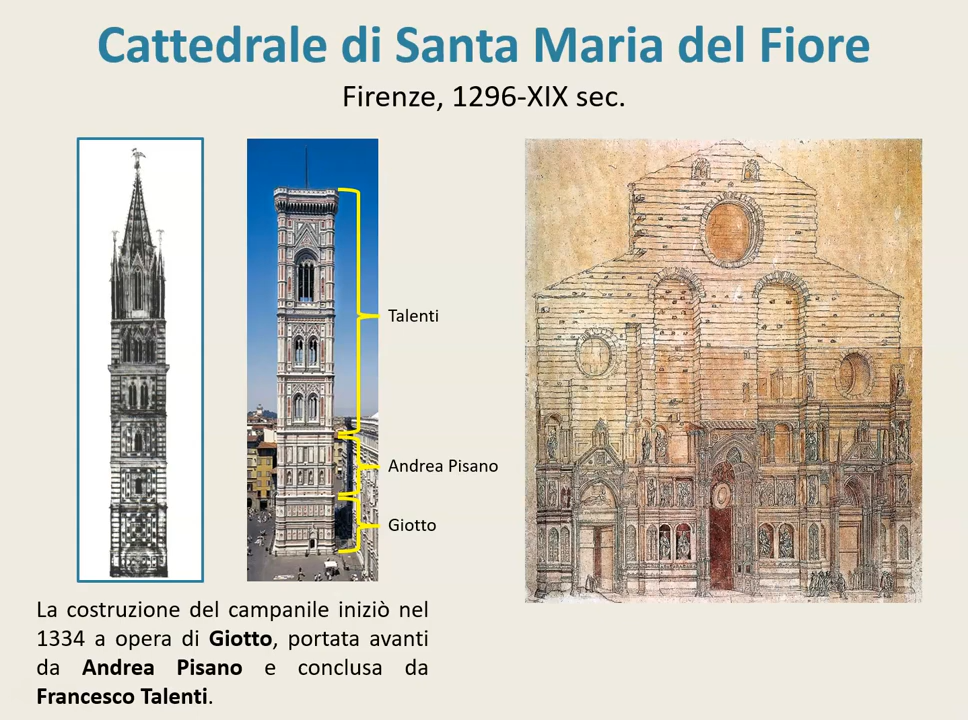 Cattedrale di Santa Maria del Fiore
Firenze, 1296-XIX sec.
Talenti
Andrea Pisano
Giotto
La costruzione del campanile iniziò nel
1334 a opera di Giotto, portata avanti
da Andrea Pisano e conclusa da
Francesco Talenti.